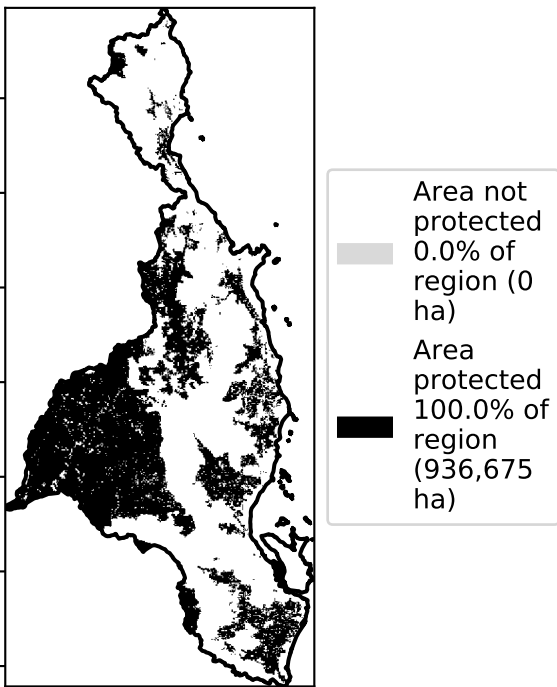 Area not
protected
0.0% of
region (0
ha)
Area
protected
100.0% of
region
(936,675
ha)